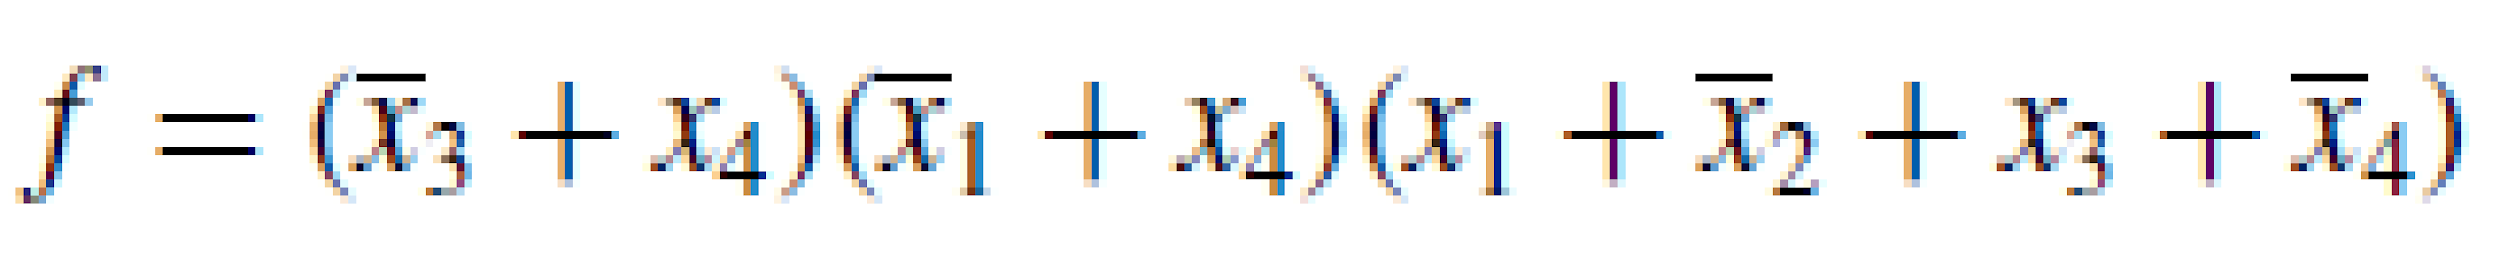 f = (x̅₃ + x₄)(x̅₁ + x₄)(x₁ + x̅₂ + x₃ + x̅₄)